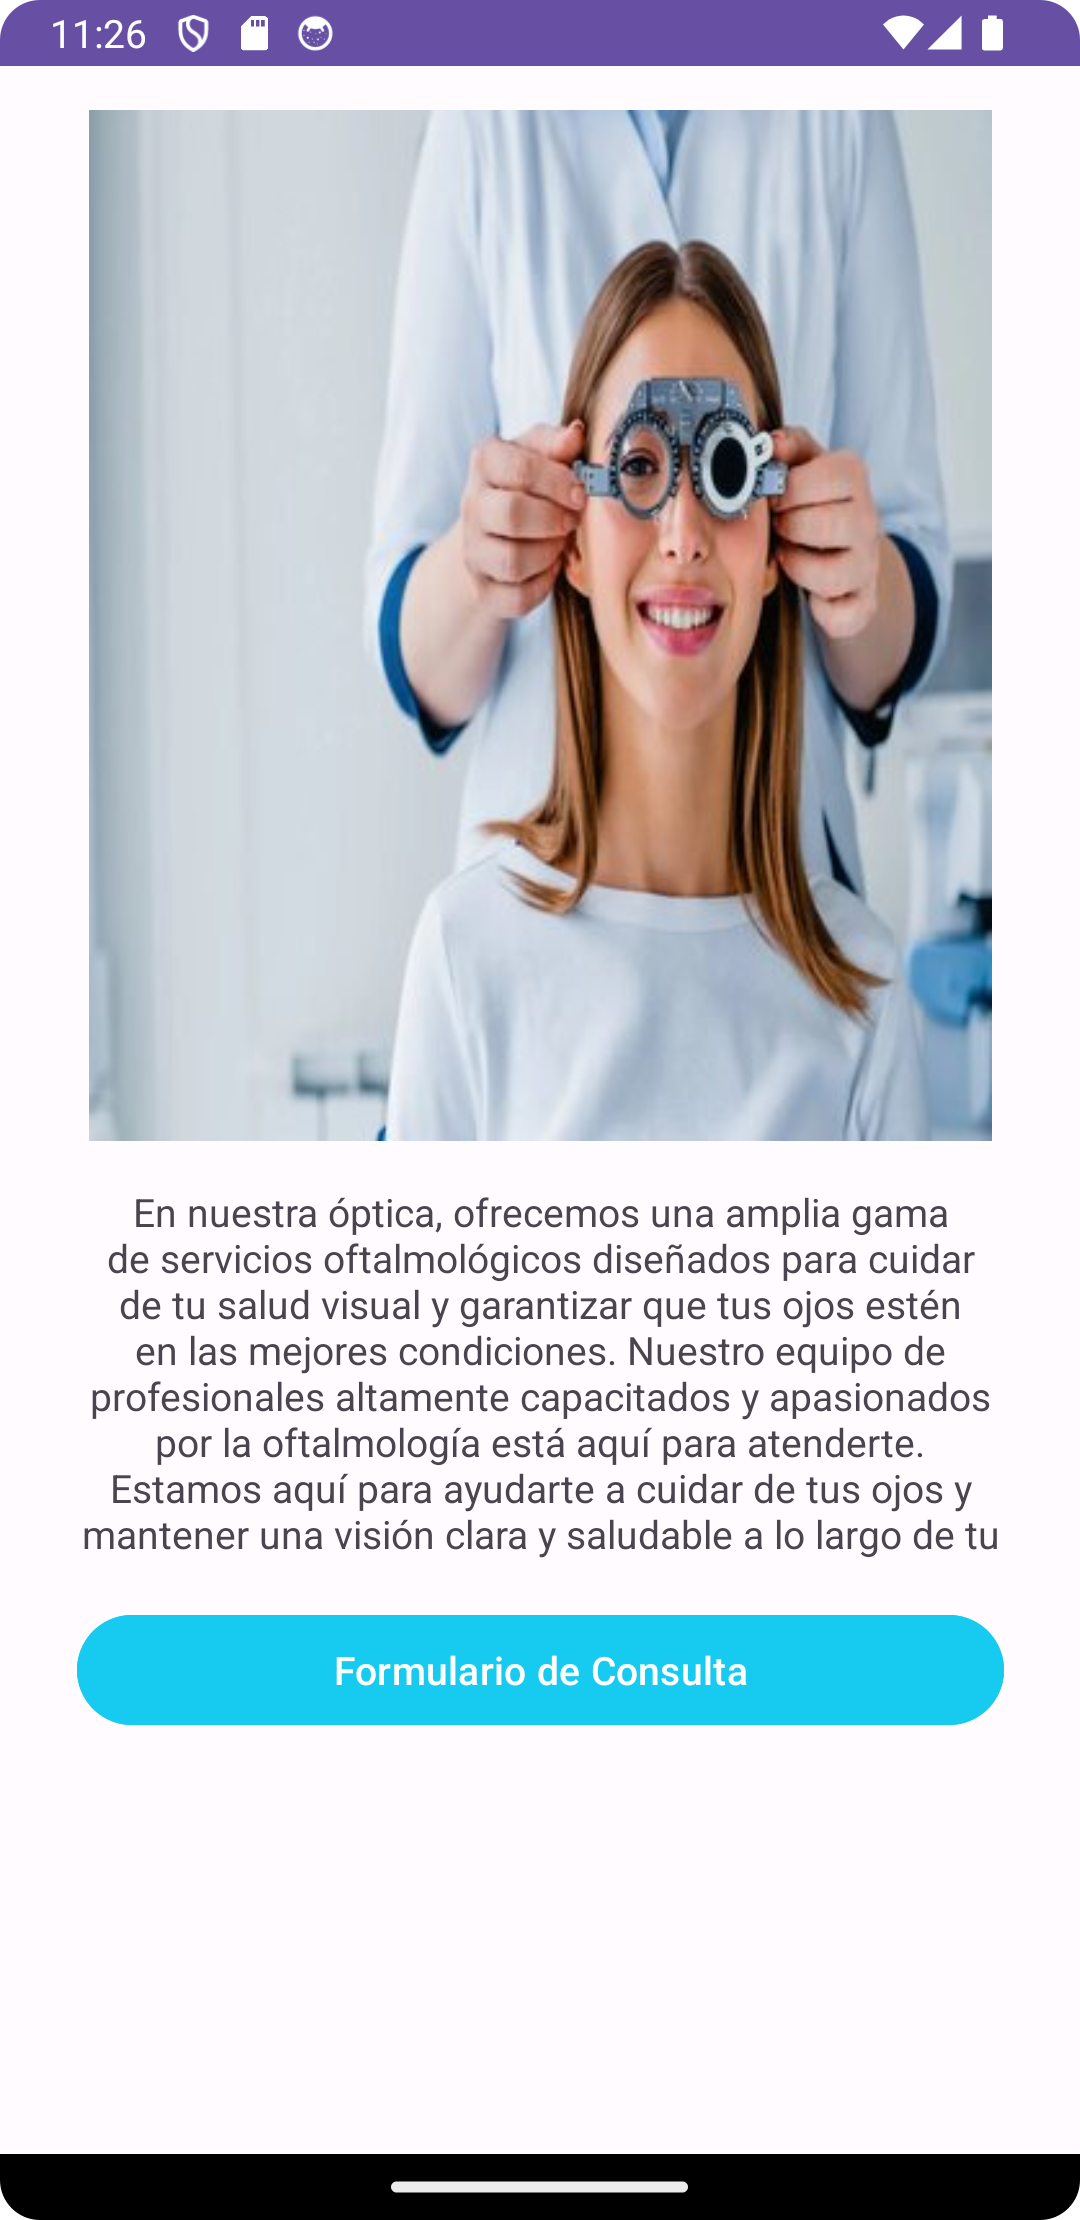 11:26
En nuestra óptica, ofrecemos una amplia gama
de servicios oftalmológicos diseñados para cuidar
de tu salud visual y garantizar que tus ojos estén
en las mejores condiciones. Nuestro equipo de
profesionales altamente capacitados y apasionados
por la oftalmología está aquí para atenderte.
Estamos aquí para ayudarte a cuidar de tus ojos y
mantener una visión clara y saludable a lo largo de tu
Formulario de Consulta